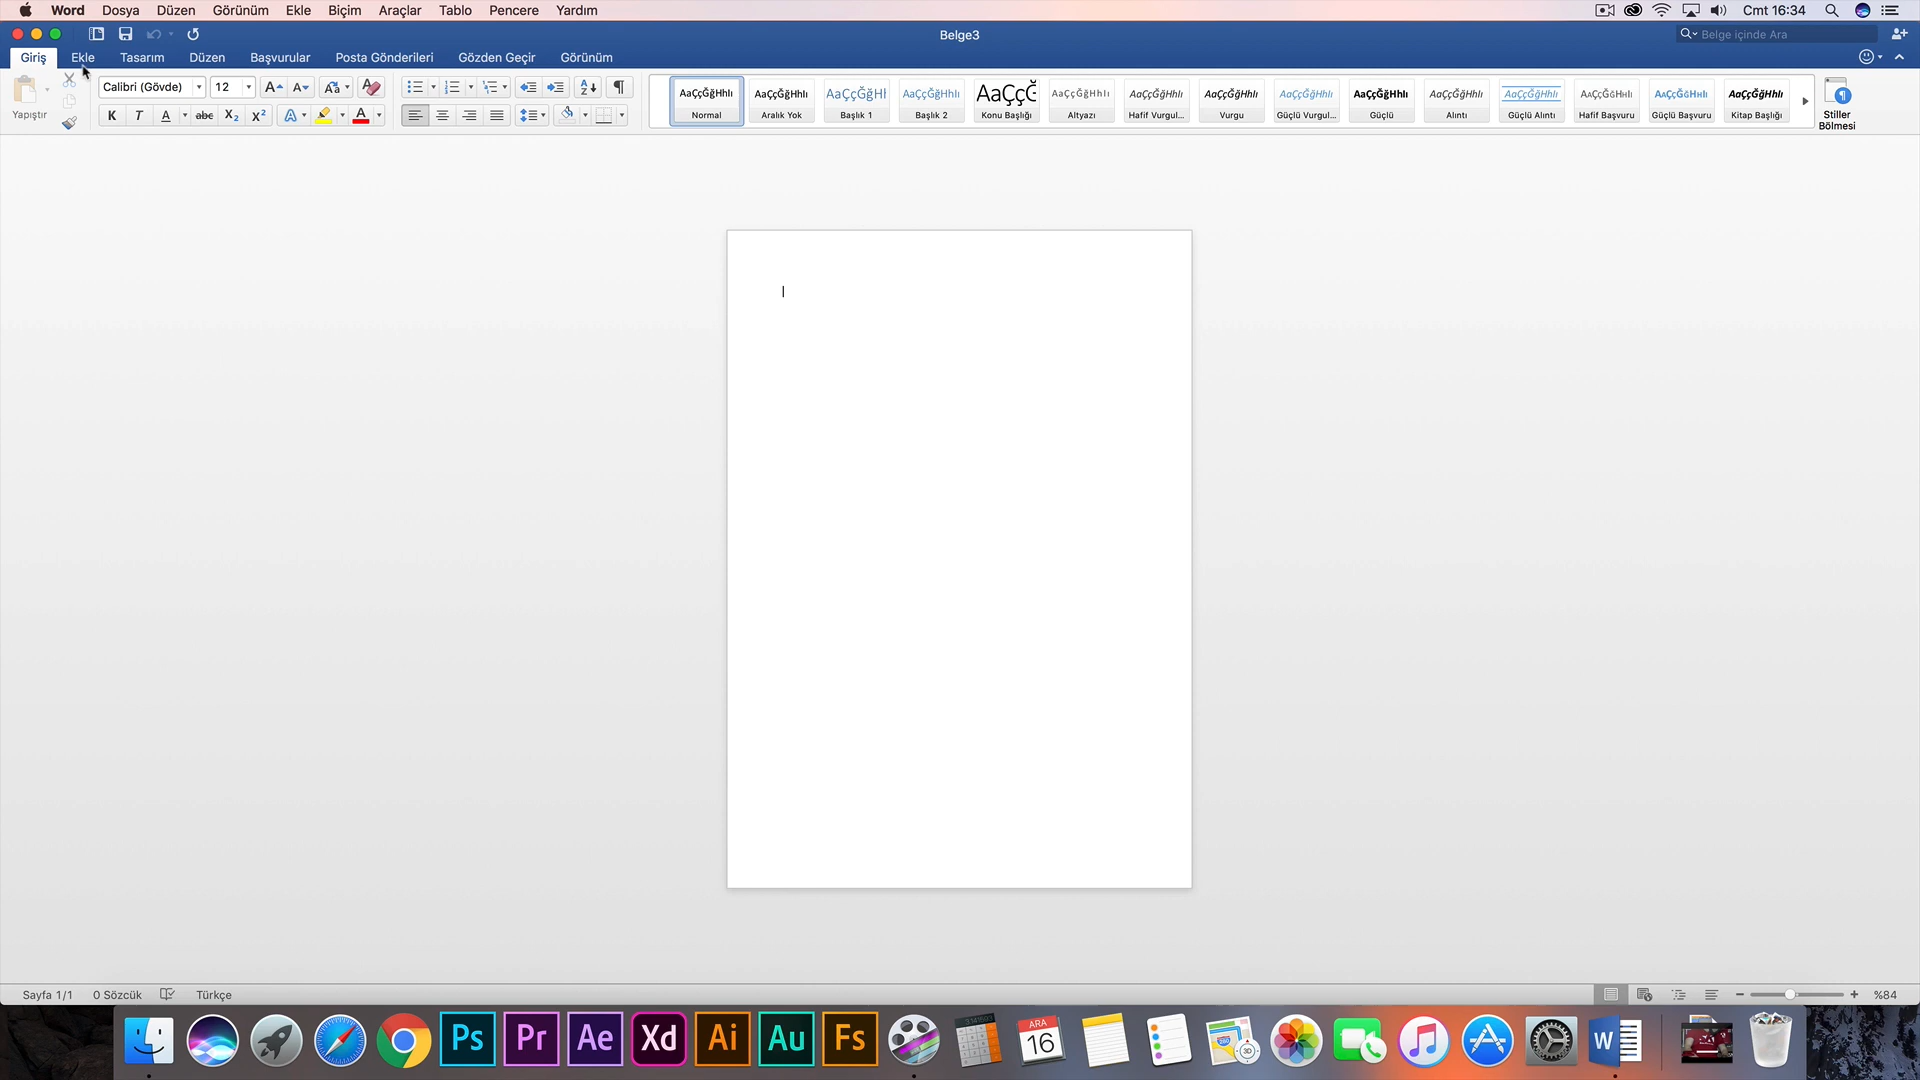 Word Dosya Düzen Görünüm Ekle Biçim Araçlar Tablo Pencere Yardım Cmt 16:34
Belge3 Belge içinde Ara
Giriş Ekle Tasarım Düzen Başvurular Posta Gönderileri Gözden Geçir Görünüm
Calibri (Gövde) 12
Yapıştır
K T A abc X₂ X² A A
AaÇçĞğHhIı AaÇçĞğHhIı AaÇçĞğHl AaÇçĞğHhIı AaÇçĞ AaÇçĞğHhIı AaÇçĞğHhIı AaÇçĞğHhIı AaÇçĞğHhIı AaÇçĞğHhIı AaÇçĞğHhIı AaÇçĞğHhIı AaÇçĞğHhIı AaÇçĞğHhIı AaÇçĞğHhIı
Normal Aralık Yok Başlık 1 Başlık 2 Konu Başlığı Altyazı Hafif Vurgul... Vurgu Güçlü Vurgul... Güçlü Alıntı Güçlü Alıntı Hafif Başvuru Güçlü Başvuru Kitap Başlığı
Stiller
Bölmesi
Sayfa 1/1 0 Sözcük Türkçe %84
Ps Pr Ae Xd Ai Au Fs
ARA
16
3D
W